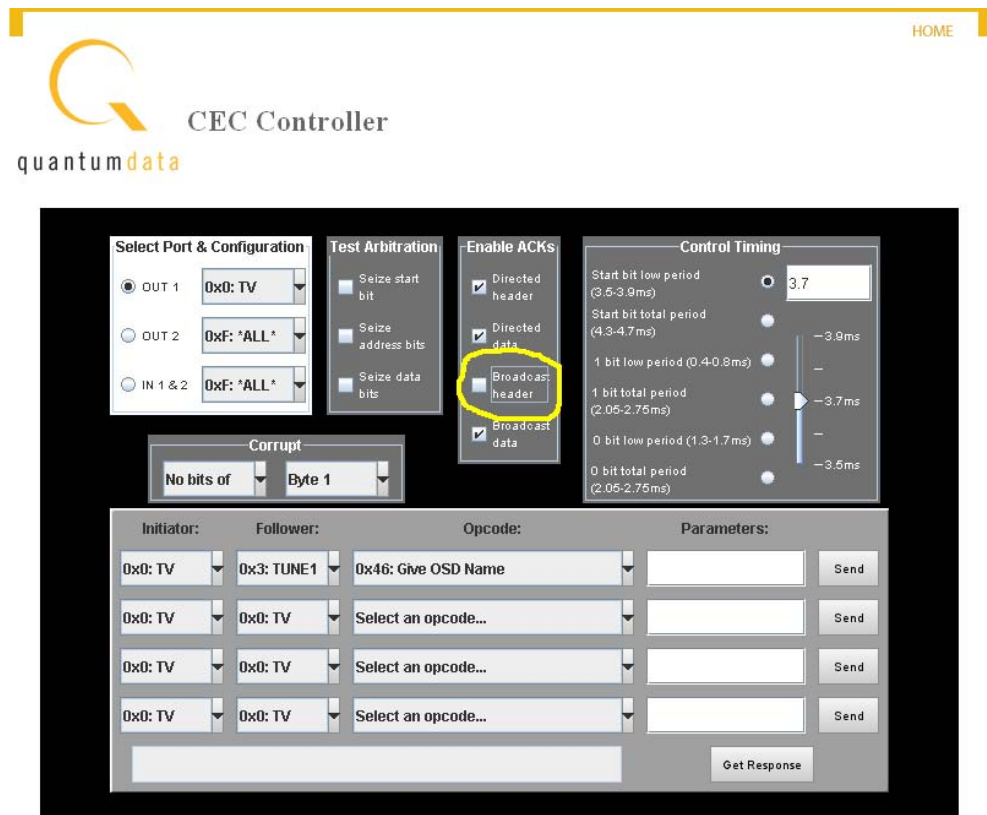 HOME
CEC Controller
quantumdata
Select Port & Configuration
OUT 1
0x0: TV
OUT 2
0xF: *ALL*
IN 1 & 2
0xF: *ALL*
Test Arbitration
Seize start
bit
Seize
address bits
Seize data
bits
Enable ACKs
Directed
header
Directed
data
Broadcast
header
Broadcast
data
Control Timing
Start bit low period
(3.5-3.9ms)
3.7
Start bit total period
(4.3-4.7ms)
1 bit low period (0.4-0.8ms)
1 bit total period
(2.05-2.75ms)
0 bit low period (1.3-1.7ms)
0 bit total period
(2.05-2.75ms)
3.9ms
3.7ms
3.5ms
Corrupt
No bits of
Byte 1
Initiator: Follower: Opcode: Parameters:
0x0: TV 0x3: TUNE1 0x46: Give OSD Name Send
0x0: TV 0x0: TV Select an opcode... Send
0x0: TV 0x0: TV Select an opcode... Send
0x0: TV 0x0: TV Select an opcode... Send
Get Response